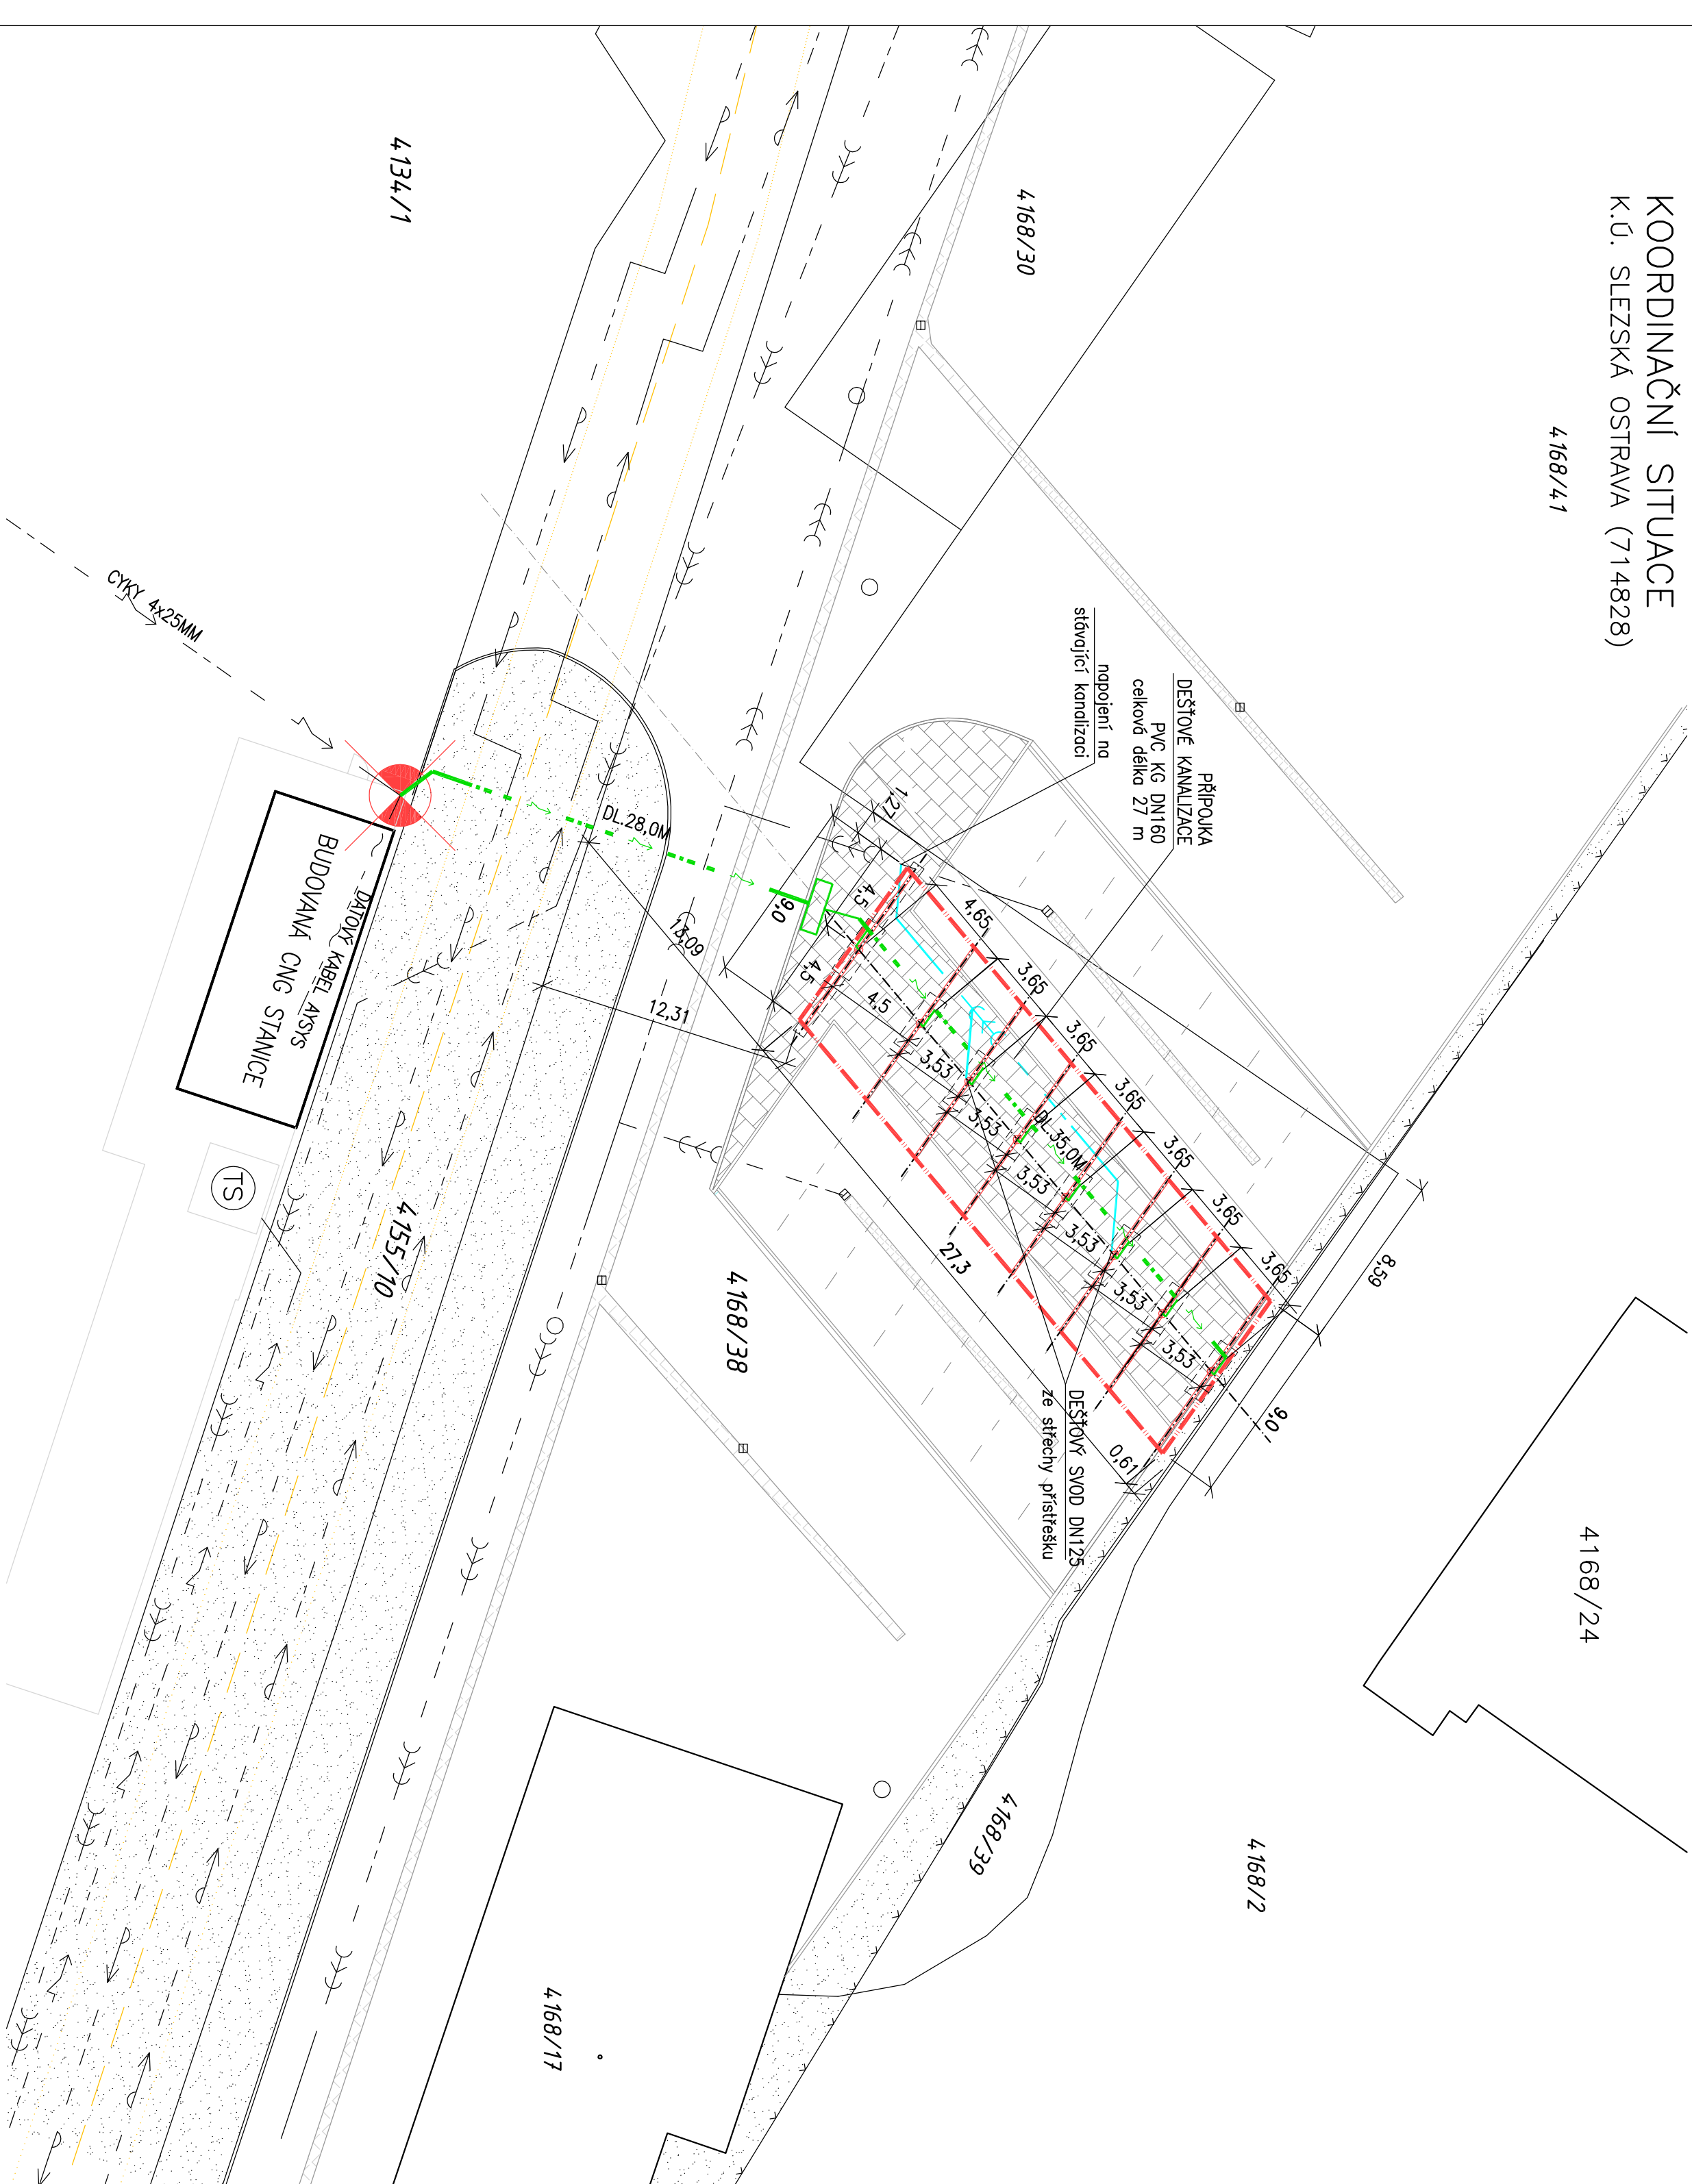 KOORDINAČNÍ SITUACE
K.Ú. SLEZSKÁ OSTRAVA (714828)
4168/41
4168/24
4168/2
4168/30
PŘÍPOJKA
DEŠŤOVÉ KANALIZACE
PVC KG DN160
celková délka 27 m
napojení na
stávající kanalizaci
8,59
9,0
4,65
3,65
3,65
3,65
3,65
3,65
3,65
1,27
4,5
4,5
9,0
4,5
3,53
3,53
3,53
3,53
3,53
3,53
DL.35,0M
27,3
0,61
DEŠŤOVÝ SVOD DN125
ze střechy přístřešku
4168/39
4168/38
13,09
12,31
DL.28,0M
4168/17
4134/1
4155/10
DATOVÝ KABEL AYSYS
BUDOVANÁ CNG STANICE
TS
CYKY 4x25MM